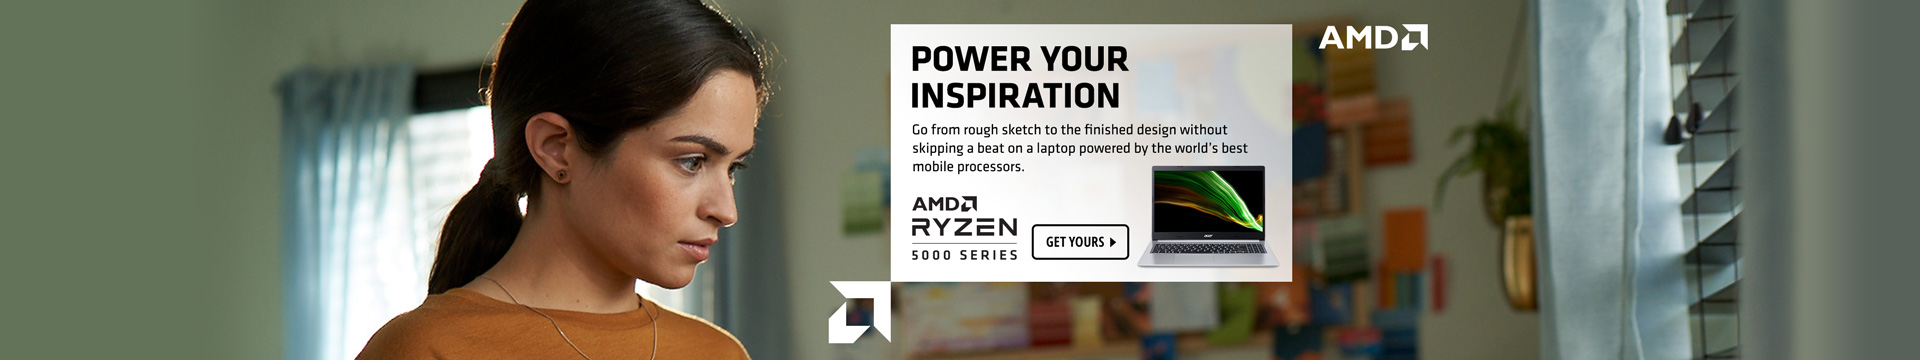 POWER YOUR
INSPIRATION
Go from rough sketch to the finished design without
skipping a beat on a laptop powered by the world's best
mobile processors.
AMD
RYZEN
5000 SERIES
GET YOURS
acer
AMD